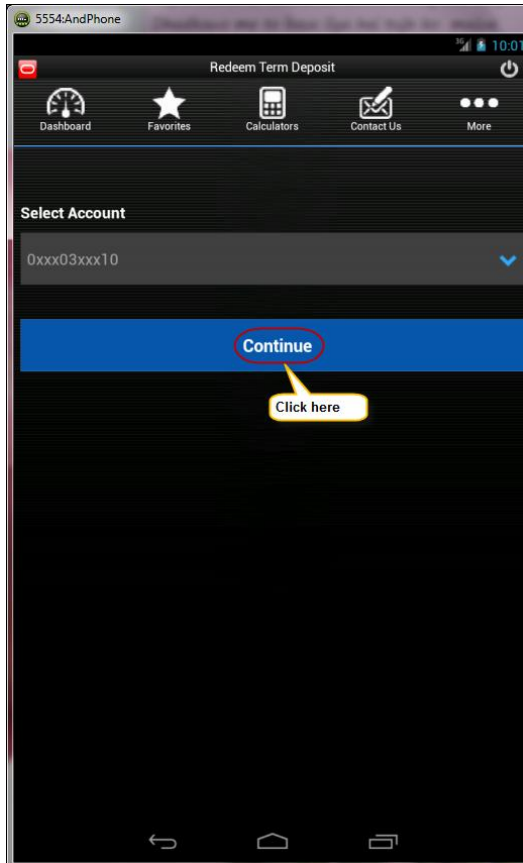 5554:AndPhone
3G 10:01
Redeem Term Deposit
Dashboard Favorites Calculators Contact Us More
Select Account
0xxx03xxx10
Continue
Click here